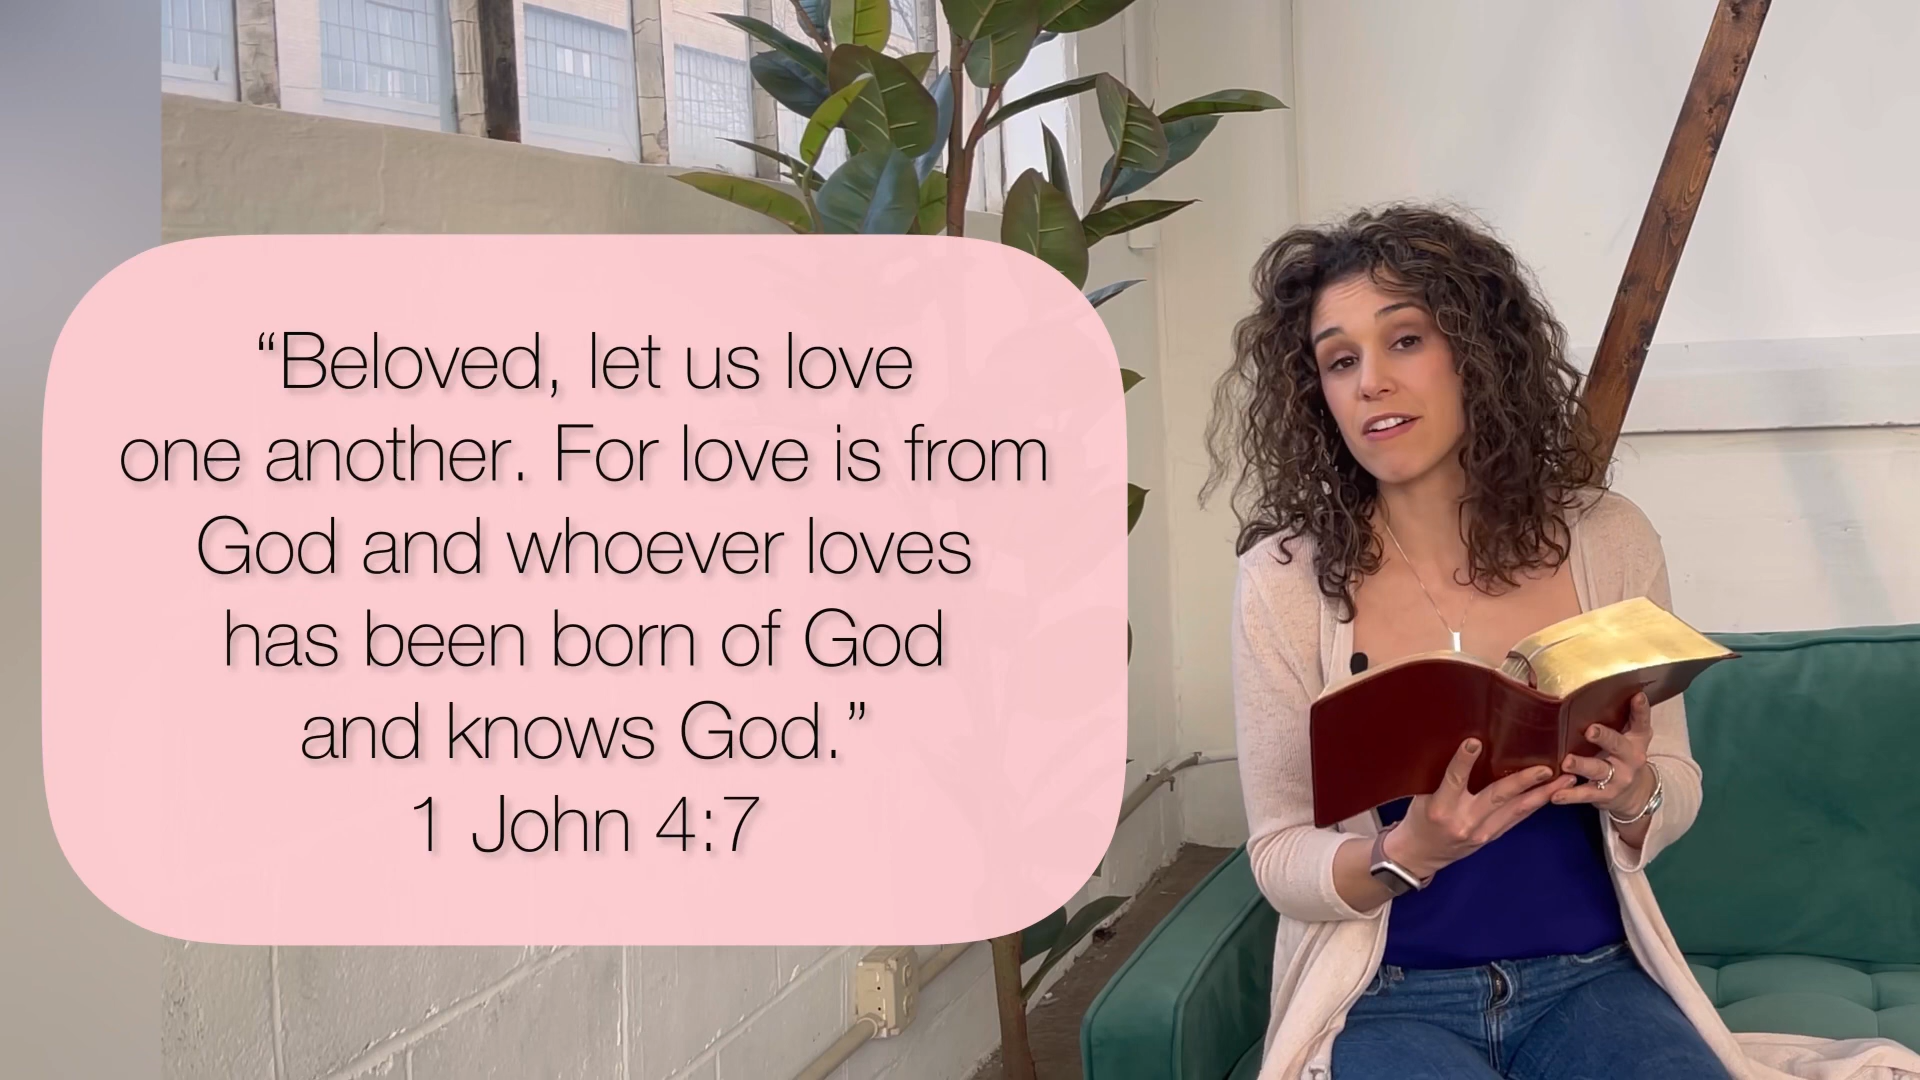 “Beloved, let us love
one another. For love is from
God and whoever loves
has been born of God
and knows God.”
1 John 4:7